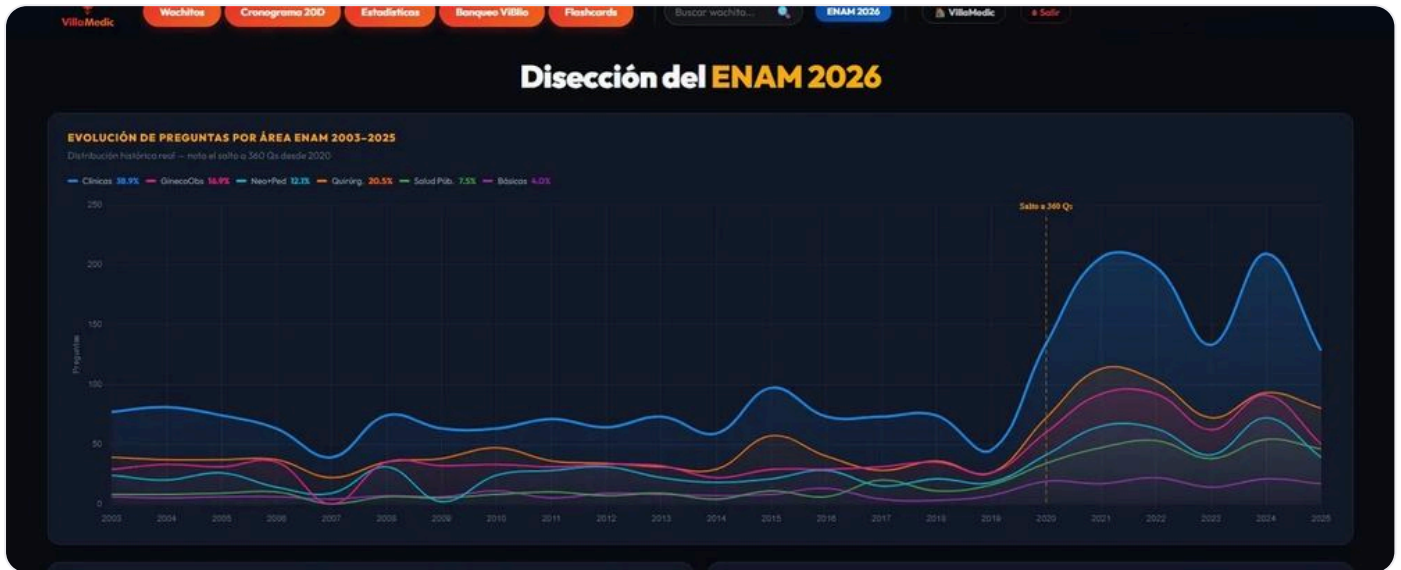 VillaMedic
Wachitos Cronograma 20D Estadísticas Banqueo ViBlio Flashcards Buscar wachito... ENAM 2026 VillaMedic Salir
Disección del ENAM 2026
EVOLUCIÓN DE PREGUNTAS POR ÁREA ENAM 2003–2025
Distribución histórica real — nota el salto a 360 Qs desde 2020
Clínicas 38.9% GinecoObs 16.9% Neo+Ped 12.1% Quirúrg. 20.5% Salud Púb. 7.5% Básicas 4.0%
Salto a 360 Qs
250
200
150
100
50
0
Preguntas
2003 2004 2005 2006 2007 2008 2009 2010 2011 2012 2013 2014 2015 2016 2017 2018 2019 2020 2021 2022 2023 2024 2025